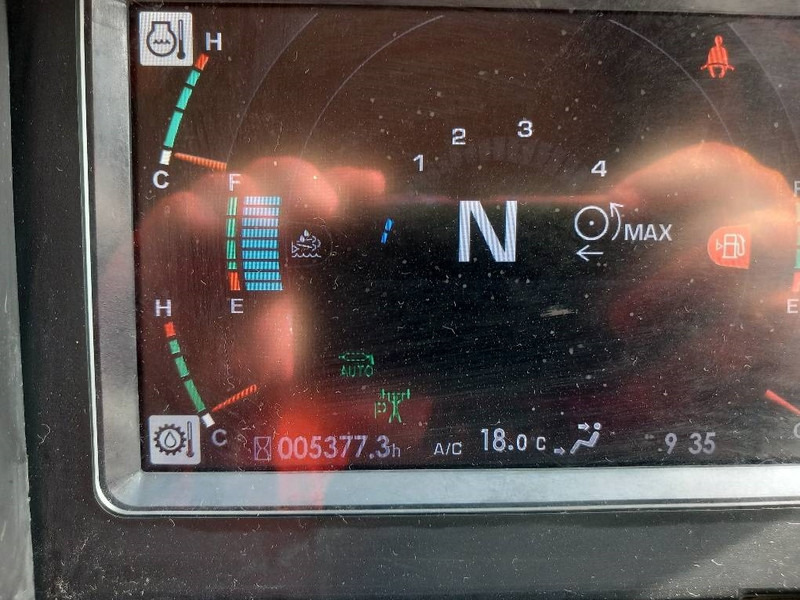 H
C
F
E
1 2 3 4
N
MAX
E
H
C
AUTO
P
005377.3h A/C 18.0 C 9 35